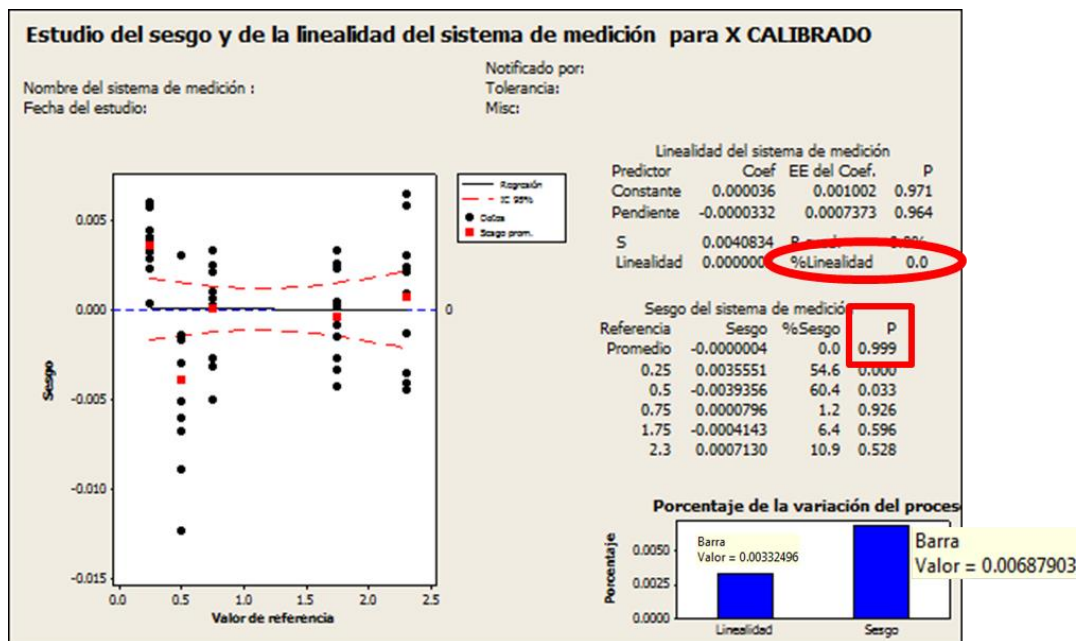 Estudio del sesgo y de la linealidad del sistema de medición para X CALIBRADO
Nombre del sistema de medición :
Fecha del estudio:
Notificado por:
Tolerancia:
Misc:
0.005
0.000
-0.005
-0.010
-0.015
Sesgo
0
0.0 0.5 1.0 1.5 2.0 2.5
Valor de referencia
Regresión
IC 95%
Datos
Sesgo prom.
Linealidad del sistema de medición
Predictor Coef EE del Coef. P
Constante 0.000036 0.001002 0.971
Pendiente -0.0000332 0.0007373 0.964
S 0.0040834
Linealidad 0.000000 %Linealidad 0.0
Sesgo del sistema de medición
Referencia Sesgo %Sesgo P
Promedio -0.0000004 0.0 0.999
0.25 0.0035551 54.6 0.000
0.5 -0.0039356 60.4 0.033
0.75 0.0000796 1.2 0.926
1.75 -0.0004143 6.4 0.596
2.3 0.0007130 10.9 0.528
Porcentaje de la variación del proces
Porcentaje
0.0050
0.0025
0.0000
Barra
Valor = 0.00332496
Barra
Valor = 0.00687903
Linealidad Sesgo